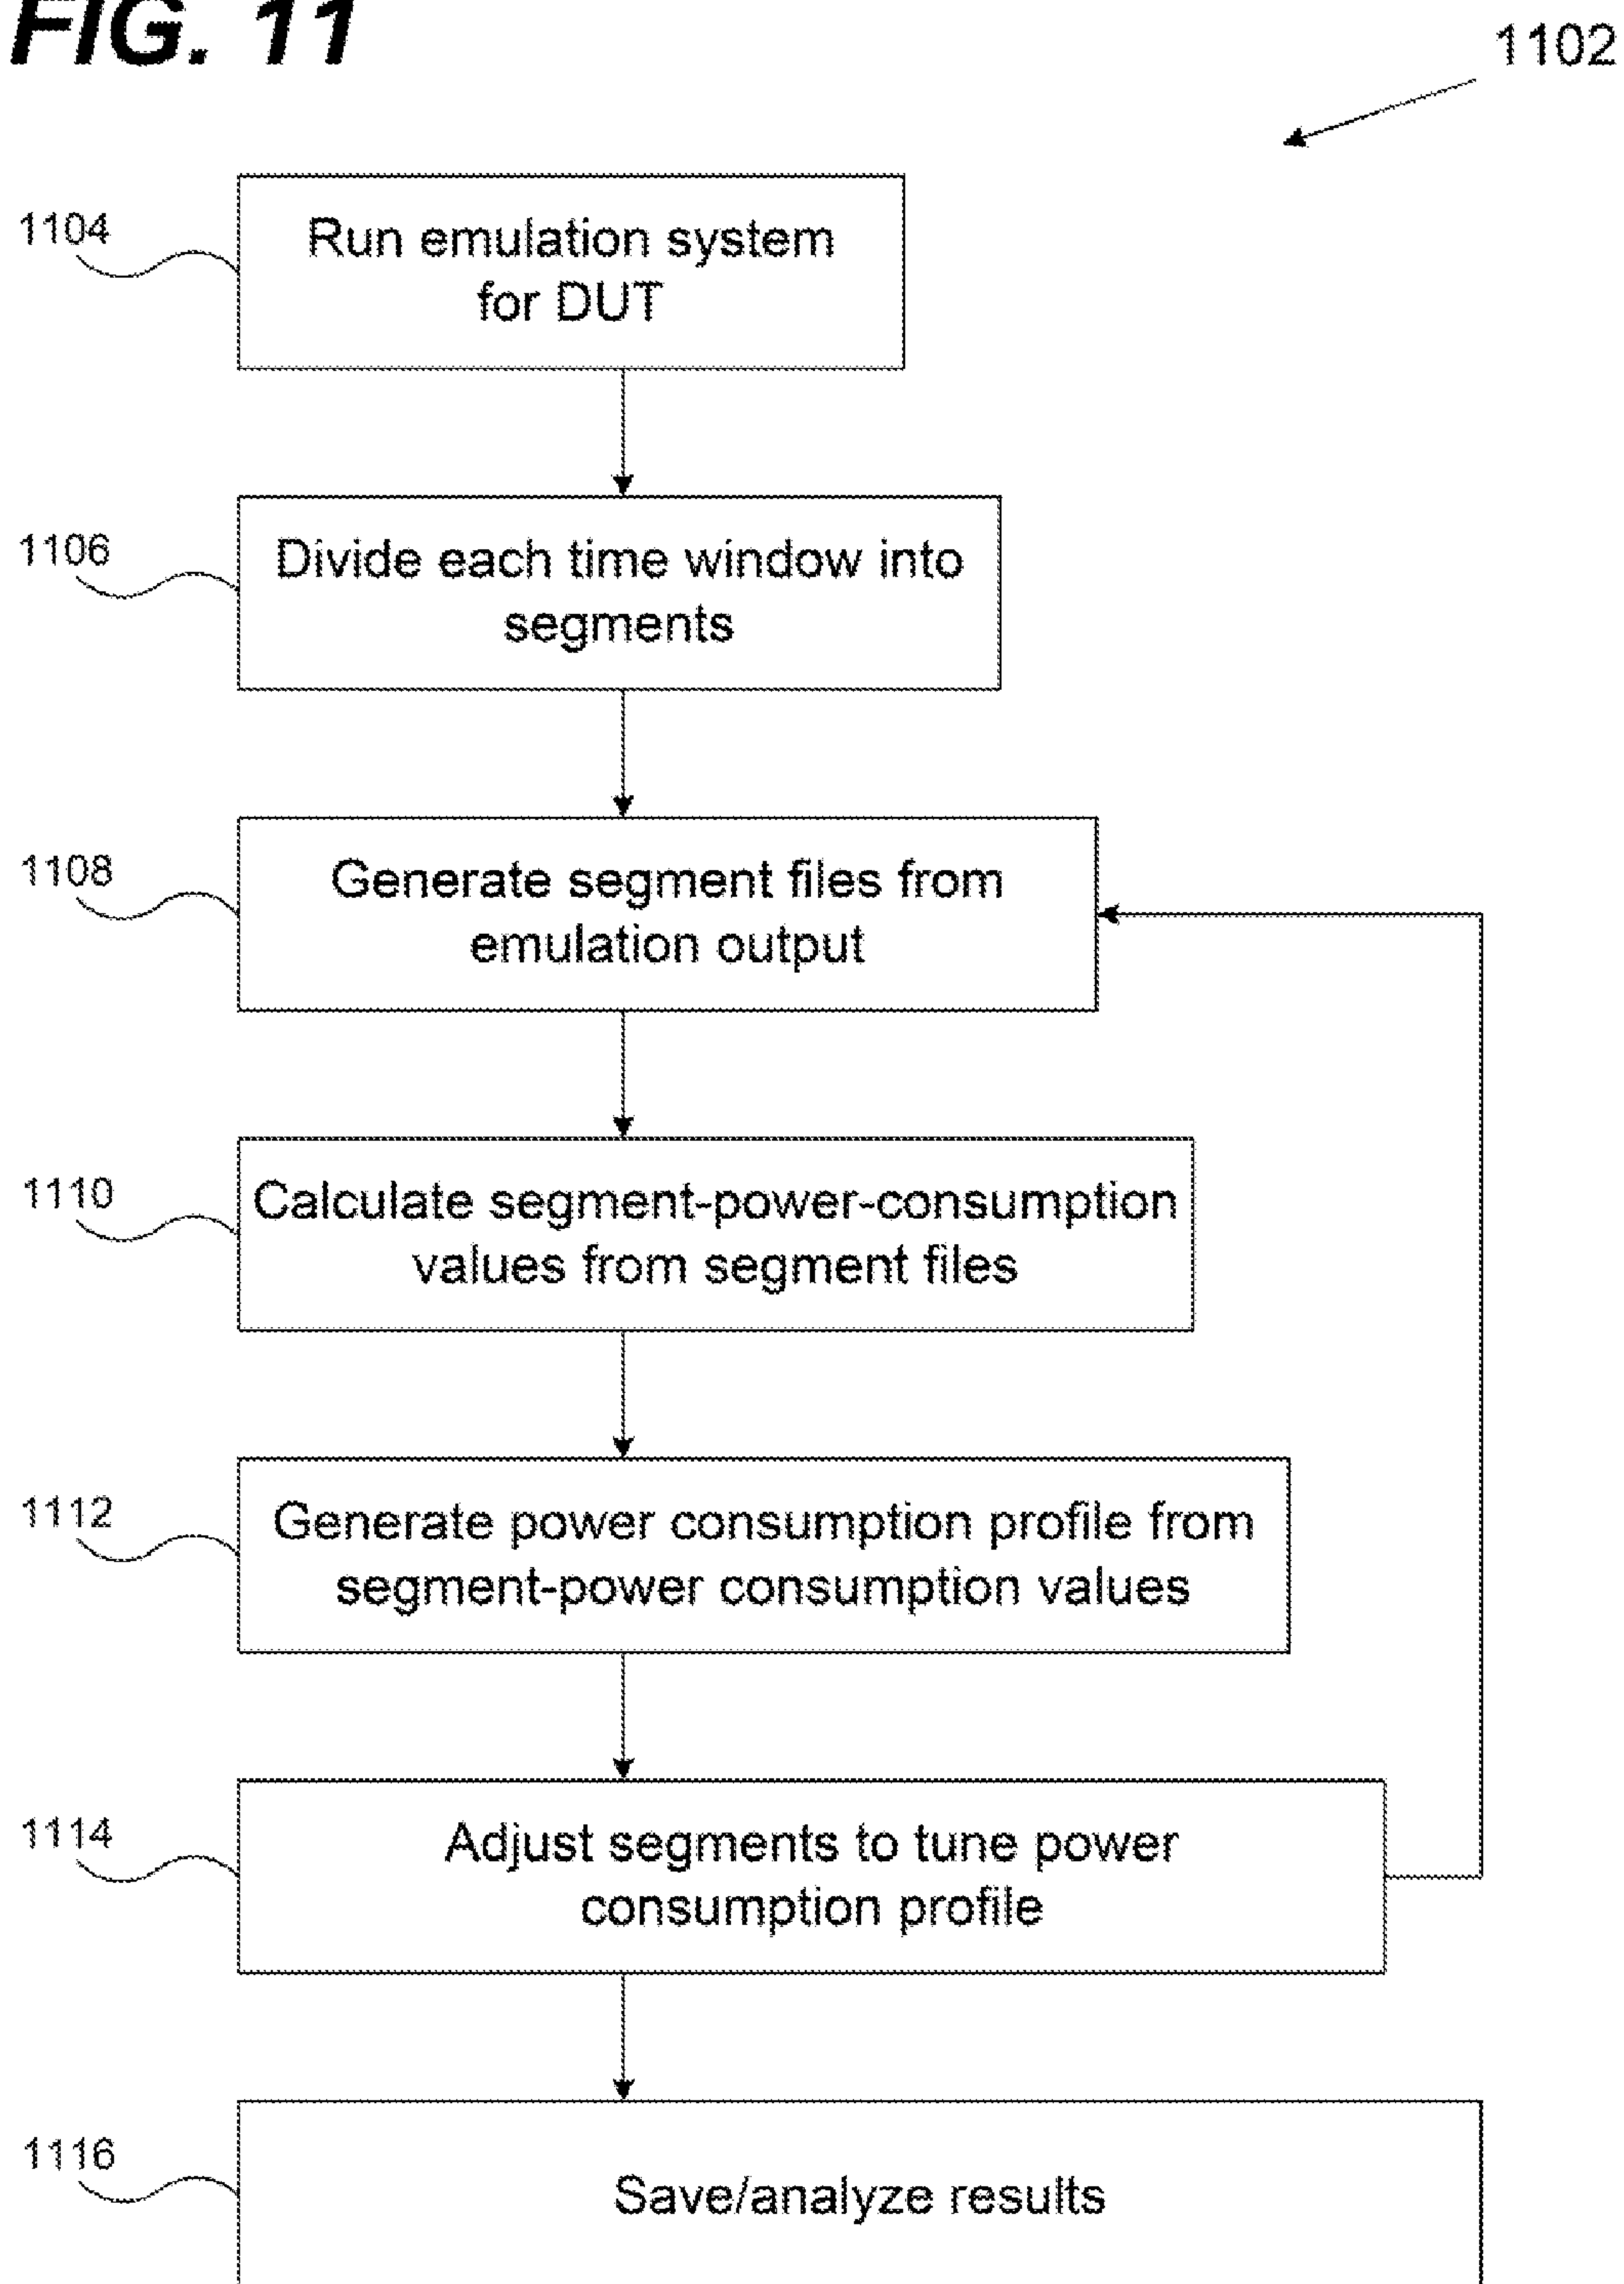 FIG. 11
1102
1104
Run emulation system
for DUT
1106
Divide each time window into
segments
1108
Generate segment files from
emulation output
1110
Calculate segment-power-consumption
values from segment files
1112
Generate power consumption profile from
segment-power consumption values
1114
Adjust segments to tune power
consumption profile
1116
Save/analyze results